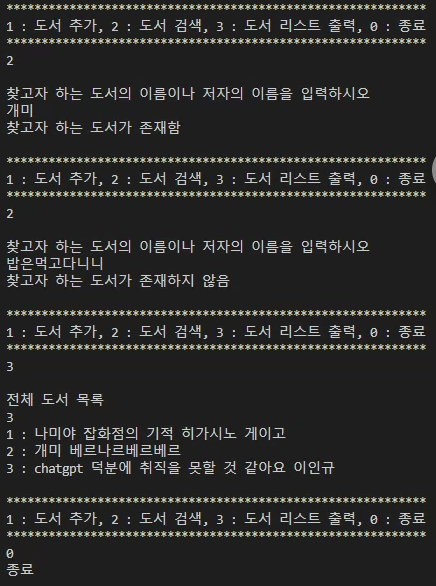 ************************************************************
1 : 도서 추가, 2 : 도서 검색, 3 : 도서 리스트 출력, 0 : 종료
************************************************************
2
찾고자 하는 도서의 이름이나 저자의 이름을 입력하시오
개미
찾고자 하는 도서가 존재함
************************************************************
1 : 도서 추가, 2 : 도서 검색, 3 : 도서 리스트 출력, 0 : 종료
************************************************************
2
찾고자 하는 도서의 이름이나 저자의 이름을 입력하시오
밥은먹고다니니
찾고자 하는 도서가 존재하지 않음
************************************************************
1 : 도서 추가, 2 : 도서 검색, 3 : 도서 리스트 출력, 0 : 종료
************************************************************
3
전체 도서 목록
3
1 : 나미야 잡화점의 기적 히가시노 게이고
2 : 개미 베르나르베르베르
3 : chatgpt 덕분에 취직을 못할 것 같아요 이인규
************************************************************
1 : 도서 추가, 2 : 도서 검색, 3 : 도서 리스트 출력, 0 : 종료
************************************************************
0
종료